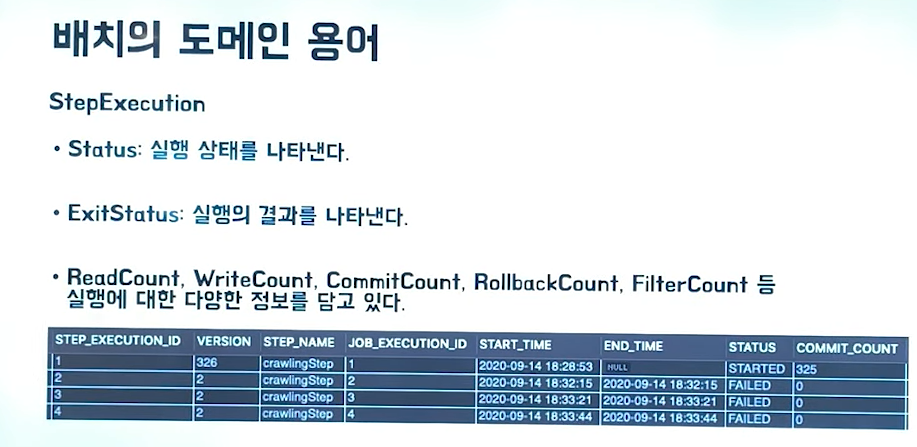 배치의 도메인 용어
StepExecution
• Status: 실행 상태를 나타낸다.
• ExitStatus: 실행의 결과를 나타낸다.
• ReadCount, WriteCount, CommitCount, RollbackCount, FilterCount 등
실행에 대한 다양한 정보를 담고 있다.
STEP_EXECUTION_ID VERSION STEP_NAME JOB_EXECUTION_ID START_TIME END_TIME STATUS COMMIT_COUNT
1 326 crawlingStep 1 2020-09-14 18:28:53 NULL STARTED 325
2 2 crawlingStep 2 2020-09-14 18:32:15 2020-09-14 18:32:15 FAILED 0
3 2 crawlingStep 3 2020-09-14 18:33:21 2020-09-14 18:33:21 FAILED 0
4 2 crawlingStep 4 2020-09-14 18:33:44 2020-09-14 18:33:44 FAILED 0